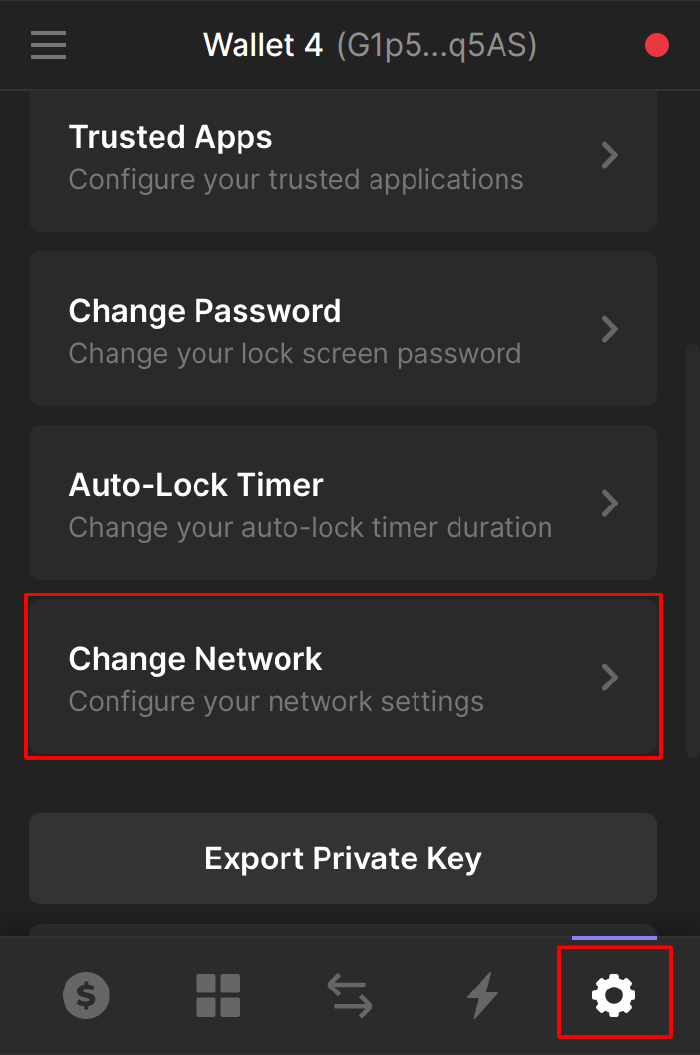 Wallet 4 (G1p5...q5AS)
Trusted Apps
Configure your trusted applications
Change Password
Change your lock screen password
Auto-Lock Timer
Change your auto-lock timer duration
Change Network
Configure your network settings
Export Private Key
$